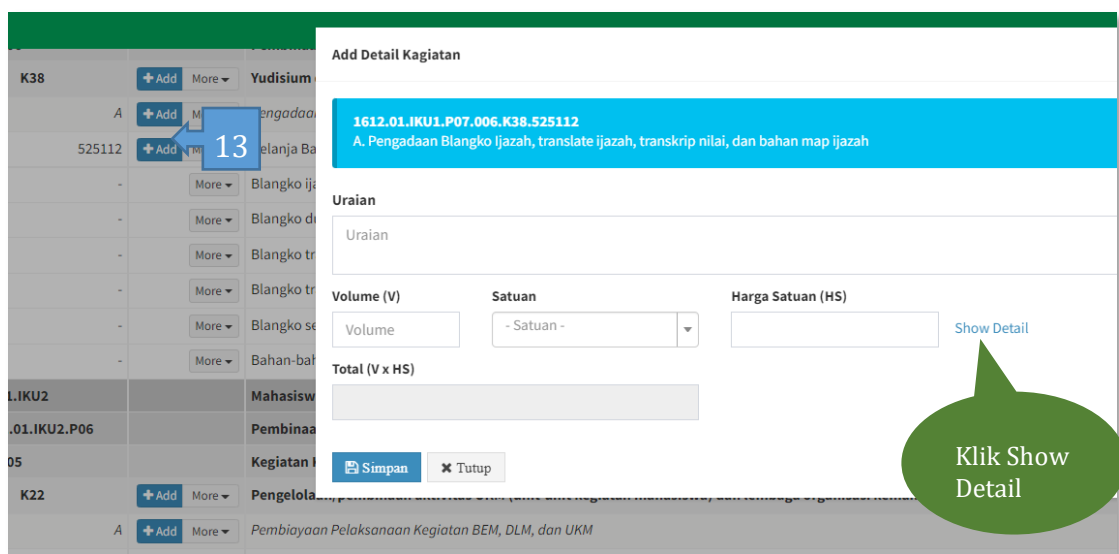 Add Detail Kagiatan
K38 Add More Yudisium
A Add
1612.01.IKU1.P07.006.K38.525112
A. Pengadaan Blangko Ijazah, translate ijazah, transkrip nilai, dan bahan map ijazah
525112 Add 13 elanja Ba
- More Blangko ij
Uraian
- More Blangko d
Uraian
- More Blangko tr
- More Blangko tr
Volume (V) Satuan Harga Satuan (HS)
- More Blangko se
Volume - Satuan - Show Detail
- More Bahan-bah
Total (V x HS)
1.IKU2 Mahasisw
.01.IKU2.P06 Pembinaa
05 Kegiatan
Simpan Tutup
Klik Show
Detail
K22 Add More Pengelola
A Add More Pembiayaan Pelaksanaan Kegiatan BEM, DLM, dan UKM